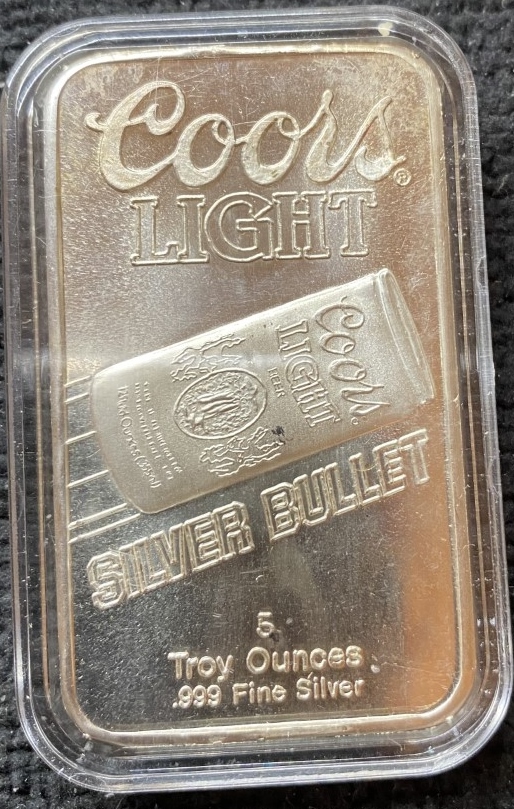 Coors®
LIGHT
Coors
LIGHT
BEER
SILVER BULLET
5
Troy Ounces
.999 Fine Silver